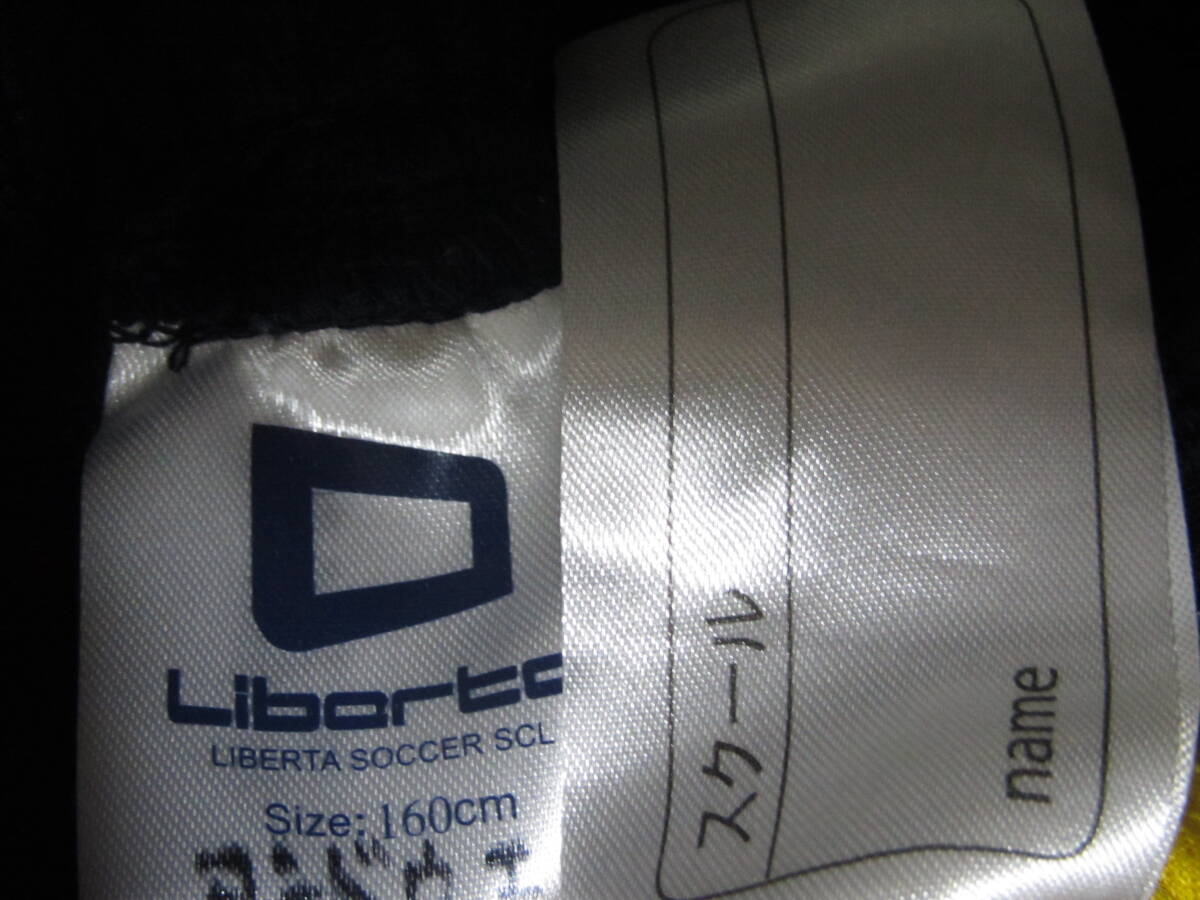 Liberta
LIBERTA SOCCER SCL
Size: 160cm
スクール
name